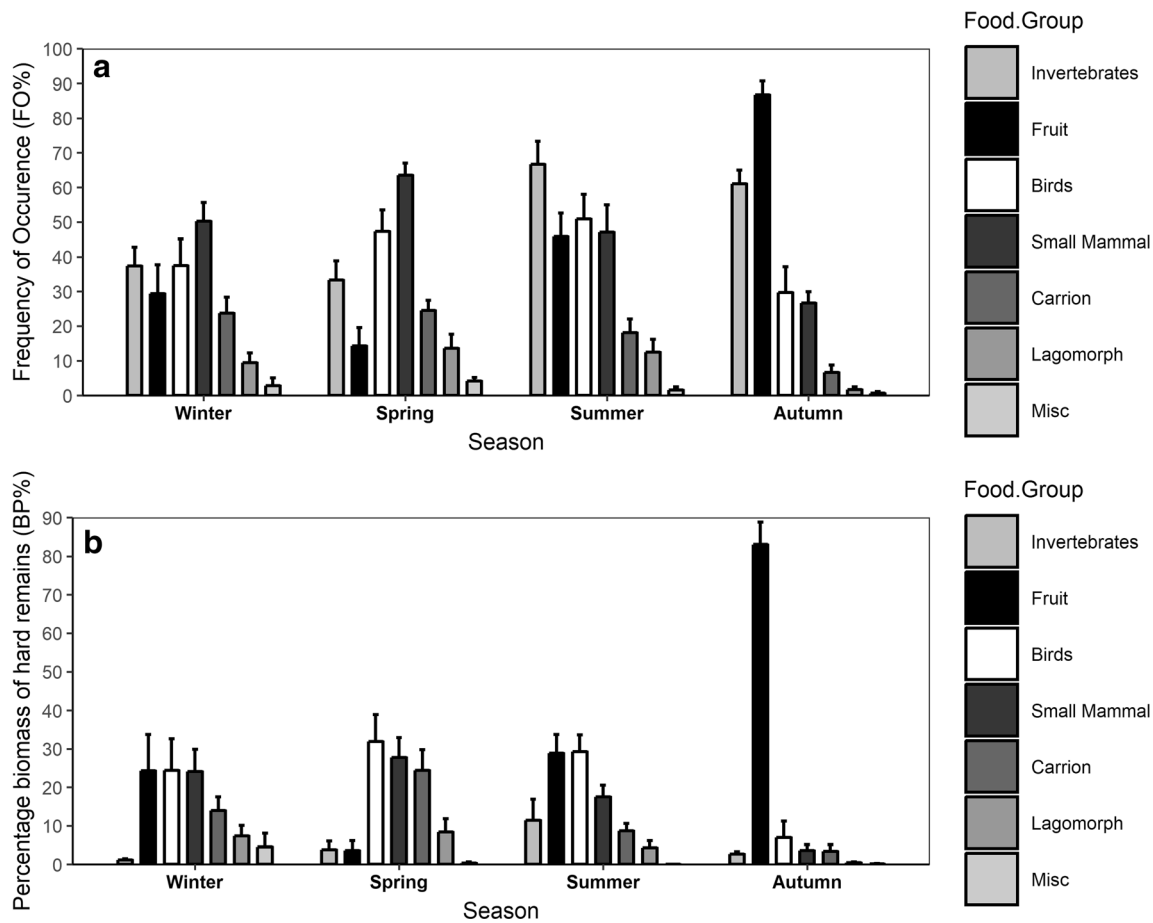 a
Frequency of Occurence (FO%)
100
90
80
70
60
50
40
30
20
10
0
Winter Spring Summer Autumn
Season
Food.Group
Invertebrates
Fruit
Birds
Small Mammal
Carrion
Lagomorph
Misc
b
Percentage biomass of hard remains (BP%)
90
80
70
60
50
40
30
20
10
0
Winter Spring Summer Autumn
Season
Food.Group
Invertebrates
Fruit
Birds
Small Mammal
Carrion
Lagomorph
Misc